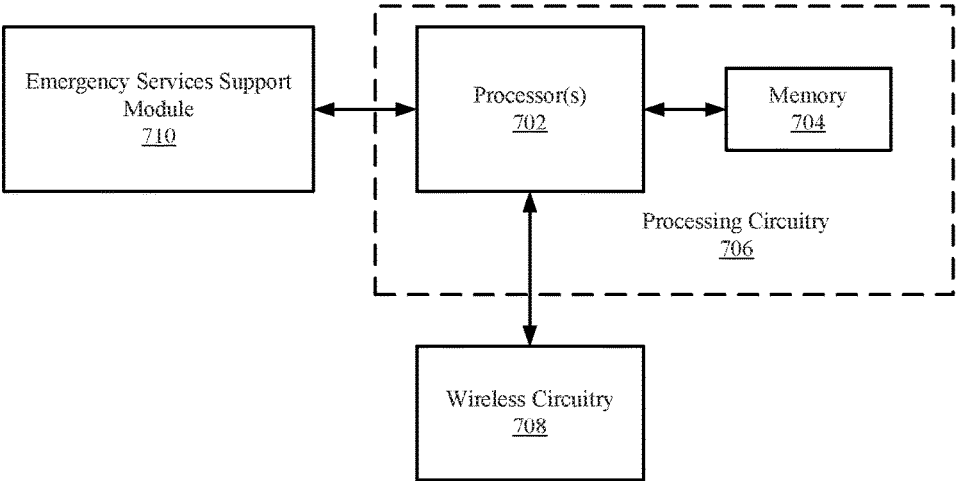 Emergency Services Support
Module
710
Processor(s)
702
Memory
704
Processing Circuitry
706
Wireless Circuitry
708